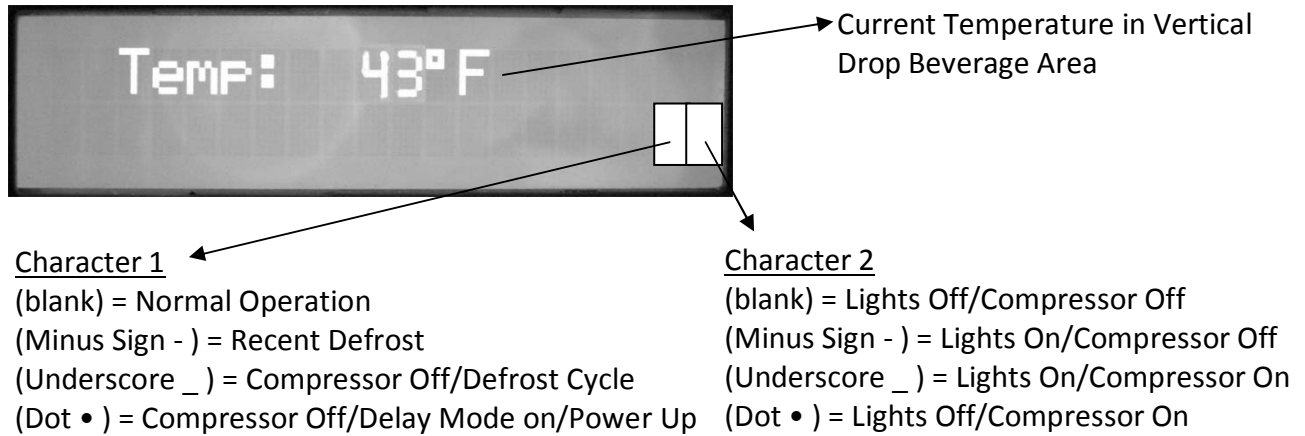 Temp: 43°F
Current Temperature in Vertical
Drop Beverage Area
Character 1
(blank) = Normal Operation
(Minus Sign - ) = Recent Defrost
(Underscore _ ) = Compressor Off/Defrost Cycle
(Dot • ) = Compressor Off/Delay Mode on/Power Up
Character 2
(blank) = Lights Off/Compressor Off
(Minus Sign - ) = Lights On/Compressor Off
(Underscore _ ) = Lights On/Compressor On
(Dot • ) = Lights Off/Compressor On